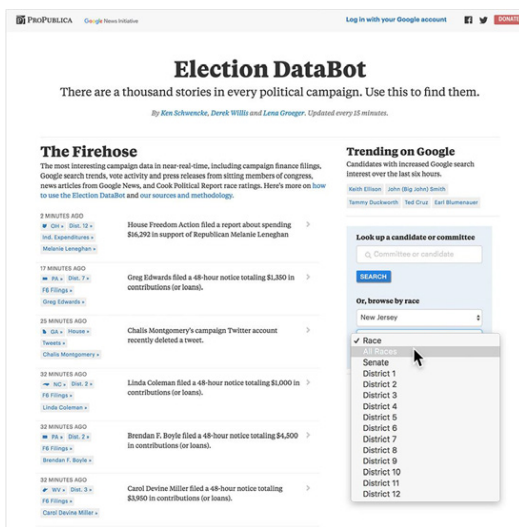 PROPUBLICA
Google News Initiative
Log in with your Google account
DONATE
Election DataBot
There are a thousand stories in every political campaign. Use this to find them.
By Ken Schwencke, Derek Willis and Lena Groeger. Updated every 15 minutes.
The Firehose
The most interesting campaign data in near-real-time, including campaign finance filings,
Google search trends, vote activity and press releases from sitting members of congress,
news articles from Google News, and Cook Political Report race ratings. Here's more on how
to use the Election DataBot and our sources and methodology.
2 MINUTES AGO
OH » Dist. 12 »
Ind. Expenditures »
Melanie Leneghan »
House Freedom Action filed a report about spending
$16,292 in support of Republican Melanie Leneghan
17 MINUTES AGO
PA » Dist. 7 »
F6 Filings »
Greg Edwards »
Greg Edwards filed a 48-hour notice totaling $1,350 in
contributions (or loans).
25 MINUTES AGO
GA » House »
Tweets »
Challs Montgomery »
Challs Montgomery's campaign Twitter account
recently deleted a tweet.
32 MINUTES AGO
NC » Dist. 2 »
F6 Filings »
Linda Coleman »
Linda Coleman filed a 48-hour notice totaling $1,000 in
contributions (or loans).
32 MINUTES AGO
PA » Dist. 2 »
F6 Filings »
Brendan F. Boyle »
Brendan F. Boyle filed a 48-hour notice totaling $4,500
in contributions (or loans).
32 MINUTES AGO
WV » Dist. 3 »
F6 Filings »
Carol Devine Miller »
Carol Devine Miller filed a 48-hour notice totaling
$3,950 in contributions (or loans).
Trending on Google
Candidates with increased Google search
interest over the last six hours.
Keith Ellison John (Big John) Smith
Tammy Duckworth Ted Cruz Earl Blumenauer
Look up a candidate or committee
Committee or candidate
SEARCH
Or, browse by race
New Jersey
✓ Race
All Races
Senate
District 1
District 2
District 3
District 4
District 5
District 6
District 7
District 8
District 9
District 10
District 11
District 12